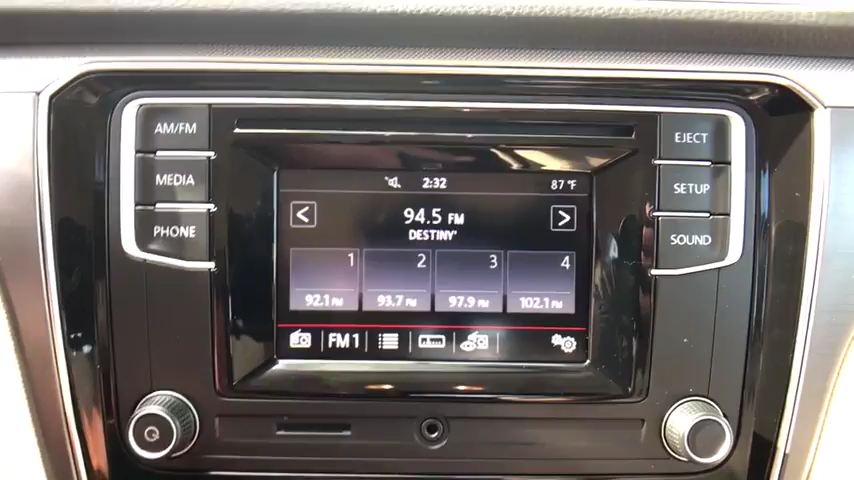 AM/FM
MEDIA
PHONE
EJECT
SETUP
SOUND
2:32 87°F
94.5 FM
DESTINY'
1 2 3 4
92.1 FM 93.7 FM 97.9 FM 102.1 FM
FM1